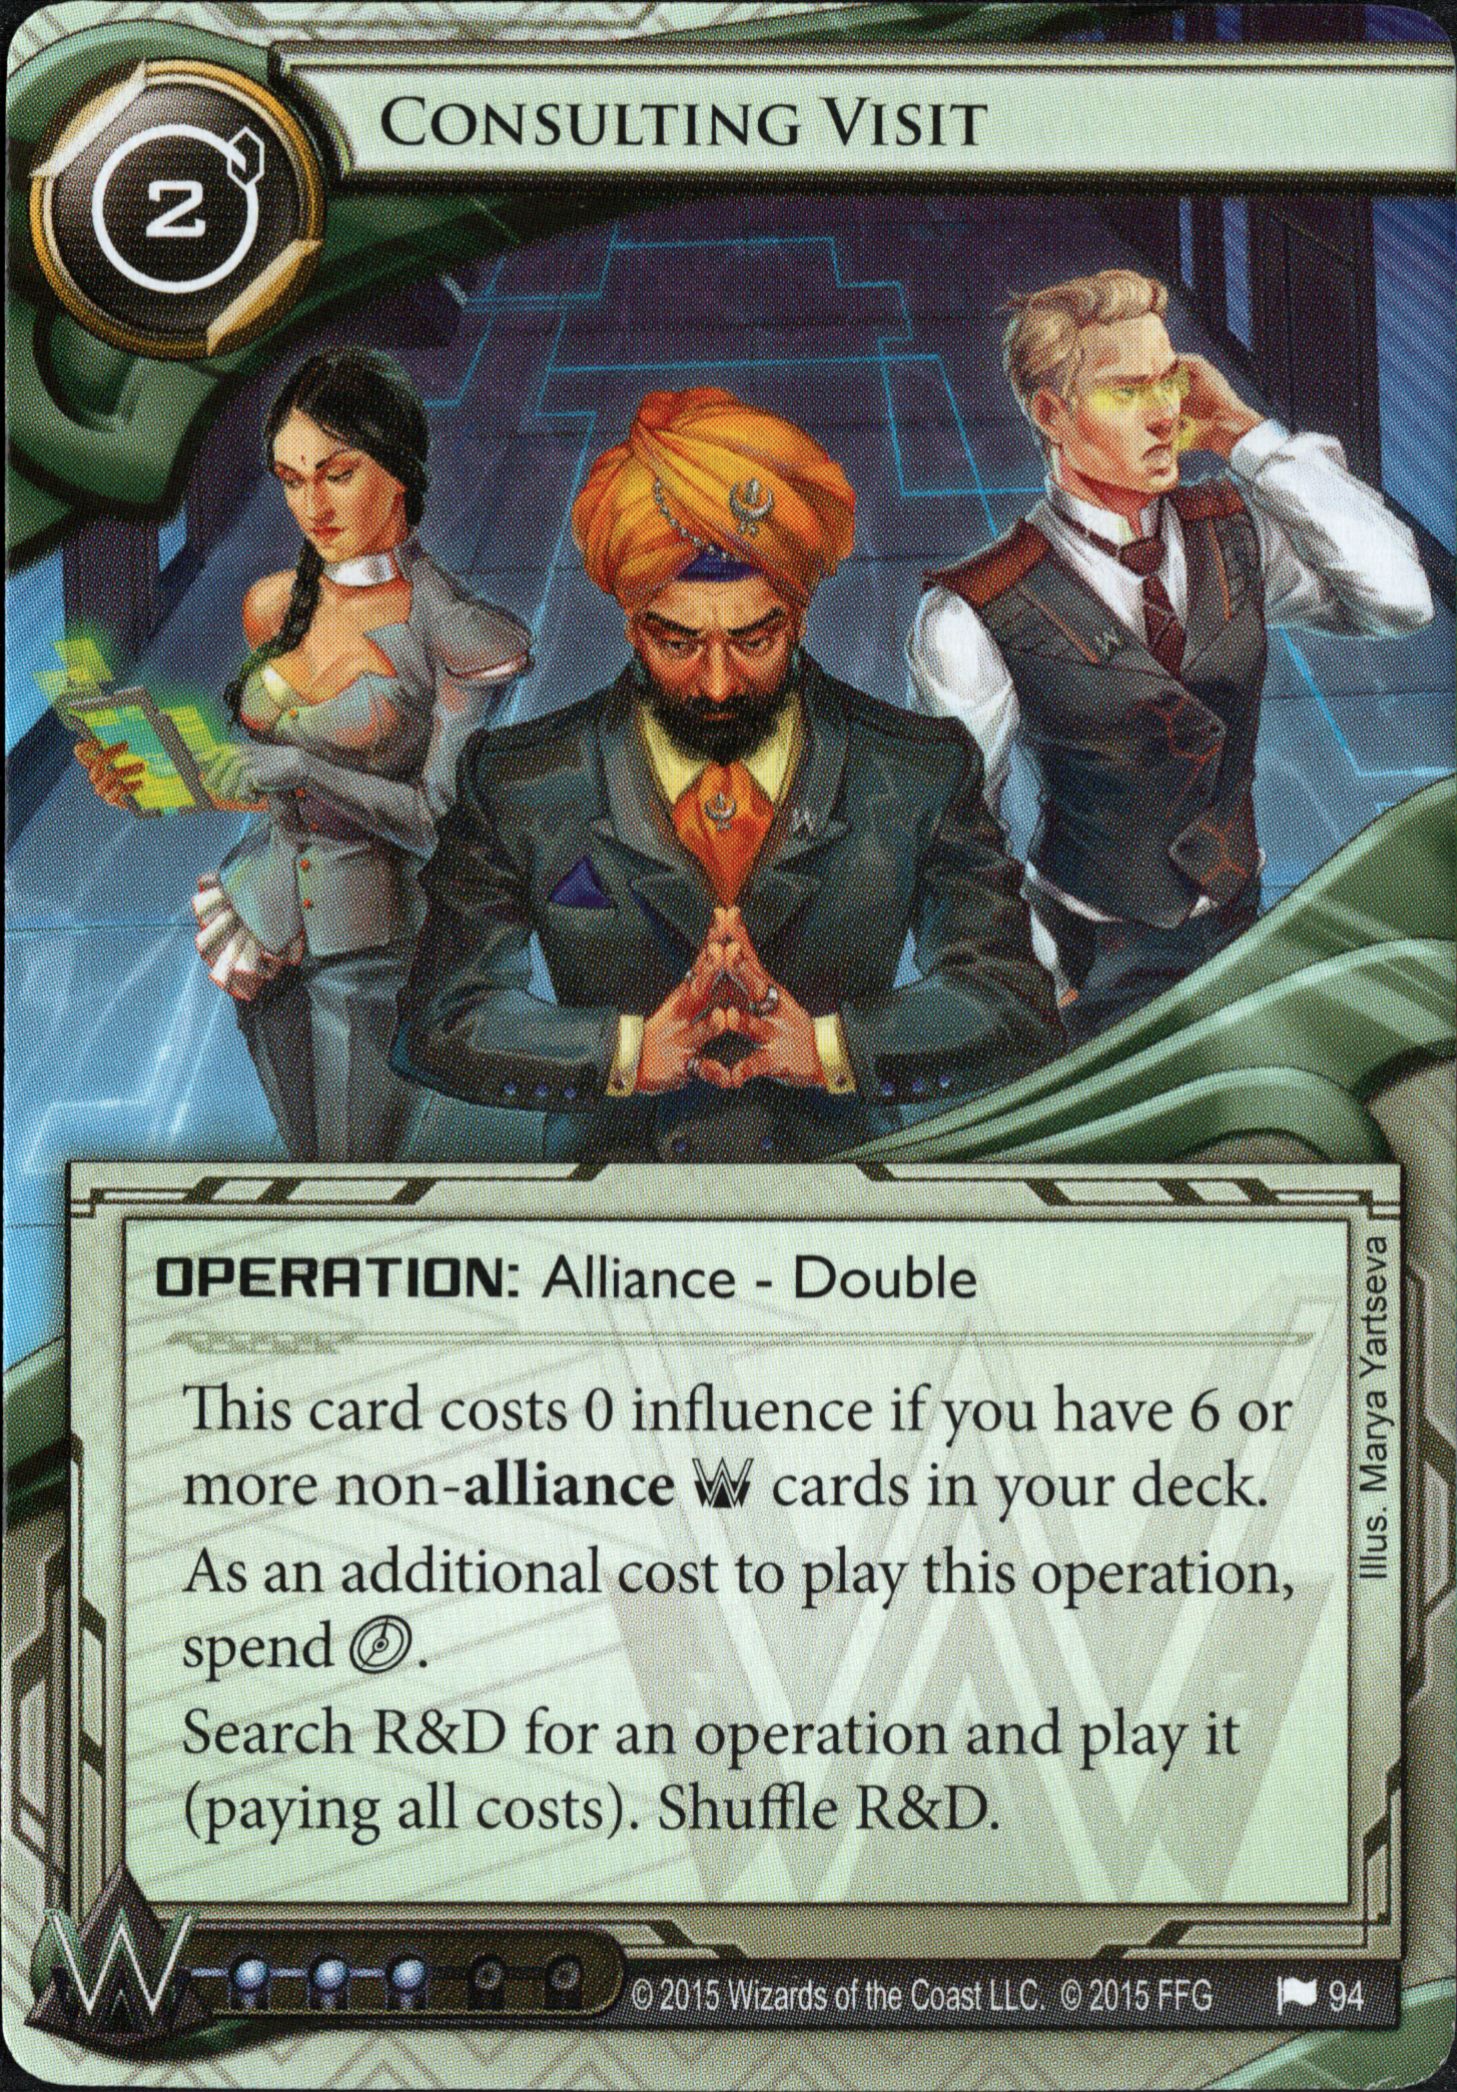 CONSULTING VISIT
2
OPERATION: Alliance - Double
This card costs 0 influence if you have 6 or
more non-alliance W cards in your deck.
As an additional cost to play this operation,
spend .
Search R&D for an operation and play it
(paying all costs). Shuffle R&D.
Illus. Marya Yartseva
W
© 2015 Wizards of the Coast LLC. © 2015 FFG
94